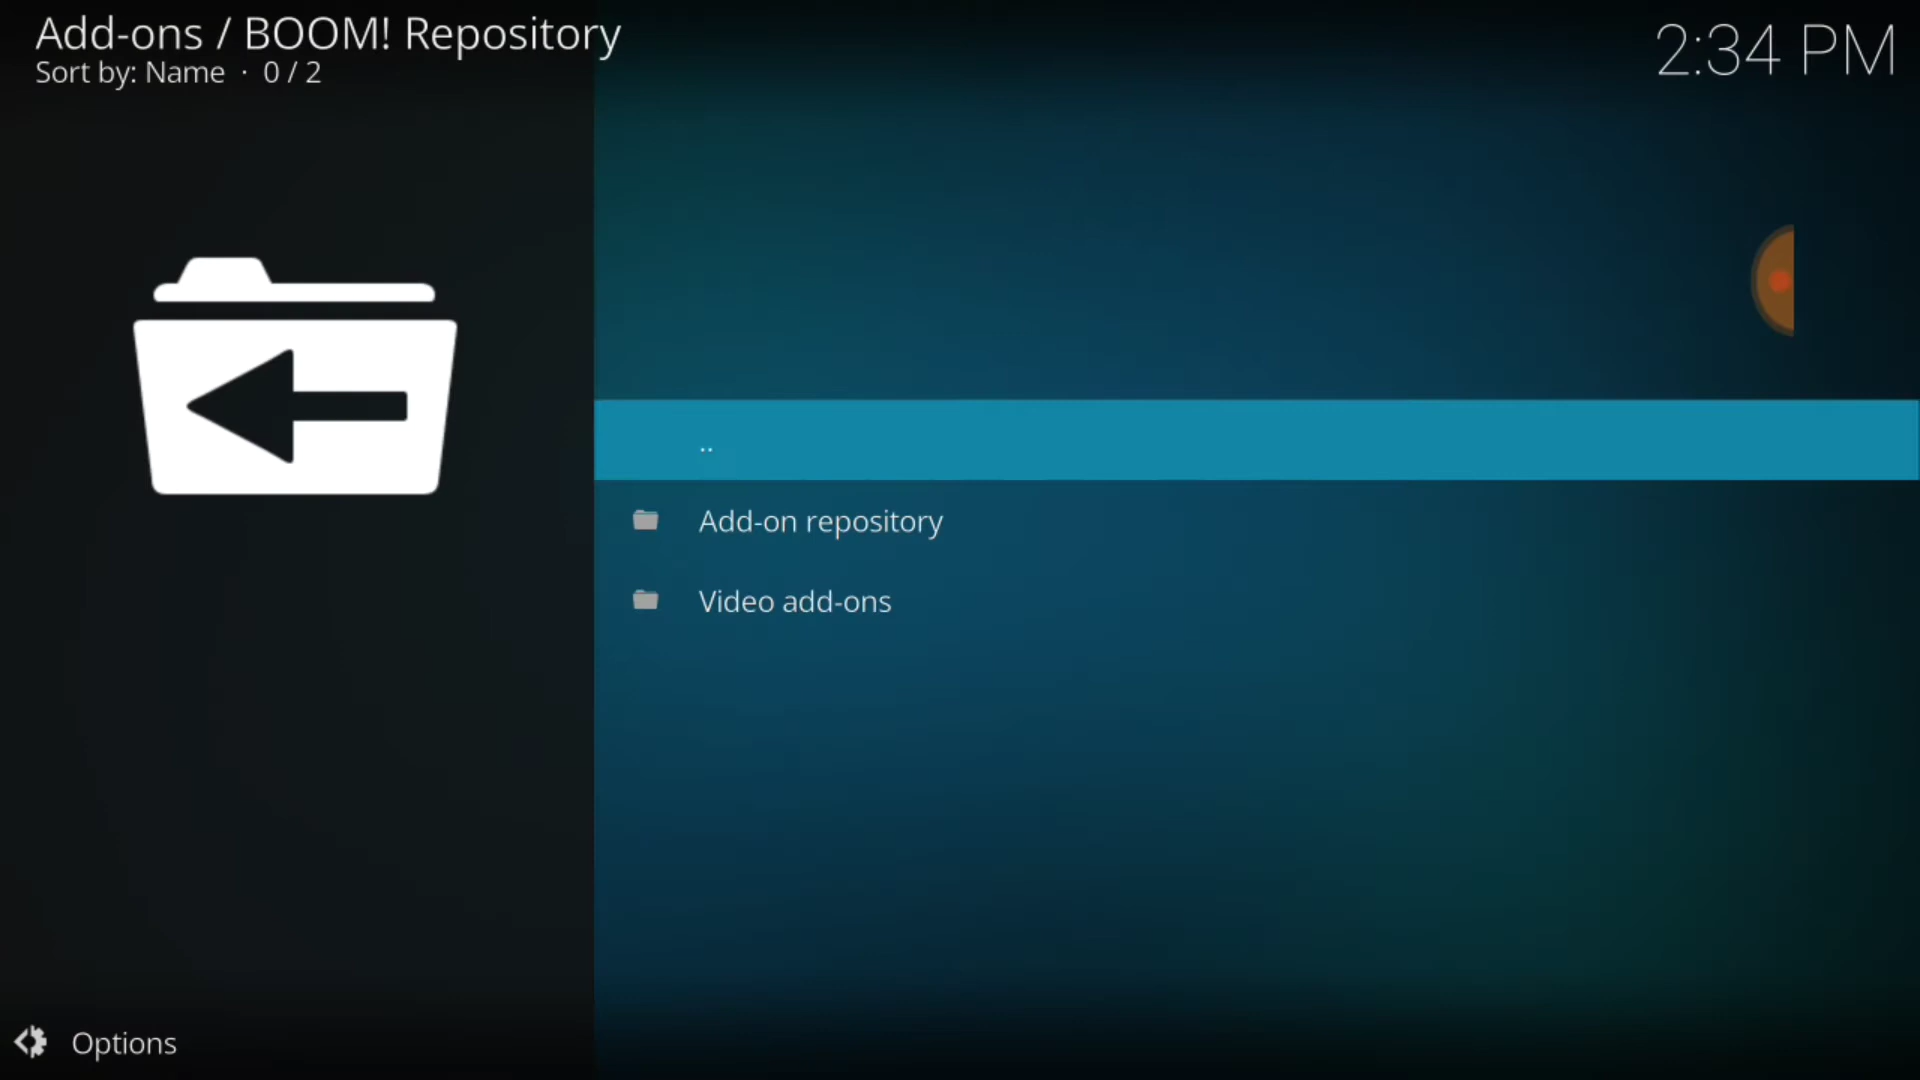 Add-ons / BOOM! Repository
Sort by: Name · 0 / 2
2:34 PM
..
Add-on repository
Video add-ons
Options